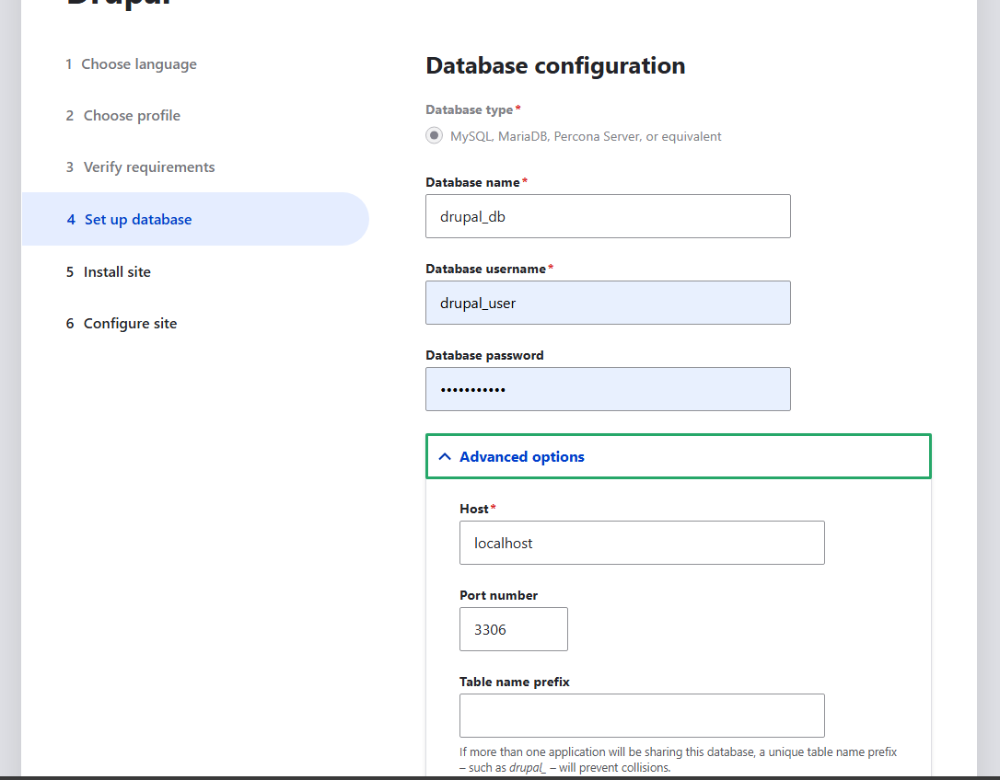 Drupal
1 Choose language
2 Choose profile
3 Verify requirements
4 Set up database
5 Install site
6 Configure site
Database configuration
Database type*
MySQL, MariaDB, Percona Server, or equivalent
Database name*
drupal_db
Database username*
drupal_user
Database password
•••••••••••
Advanced options
Host*
localhost
Port number
3306
Table name prefix
If more than one application will be sharing this database, a unique table name prefix
– such as drupal_ – will prevent collisions.